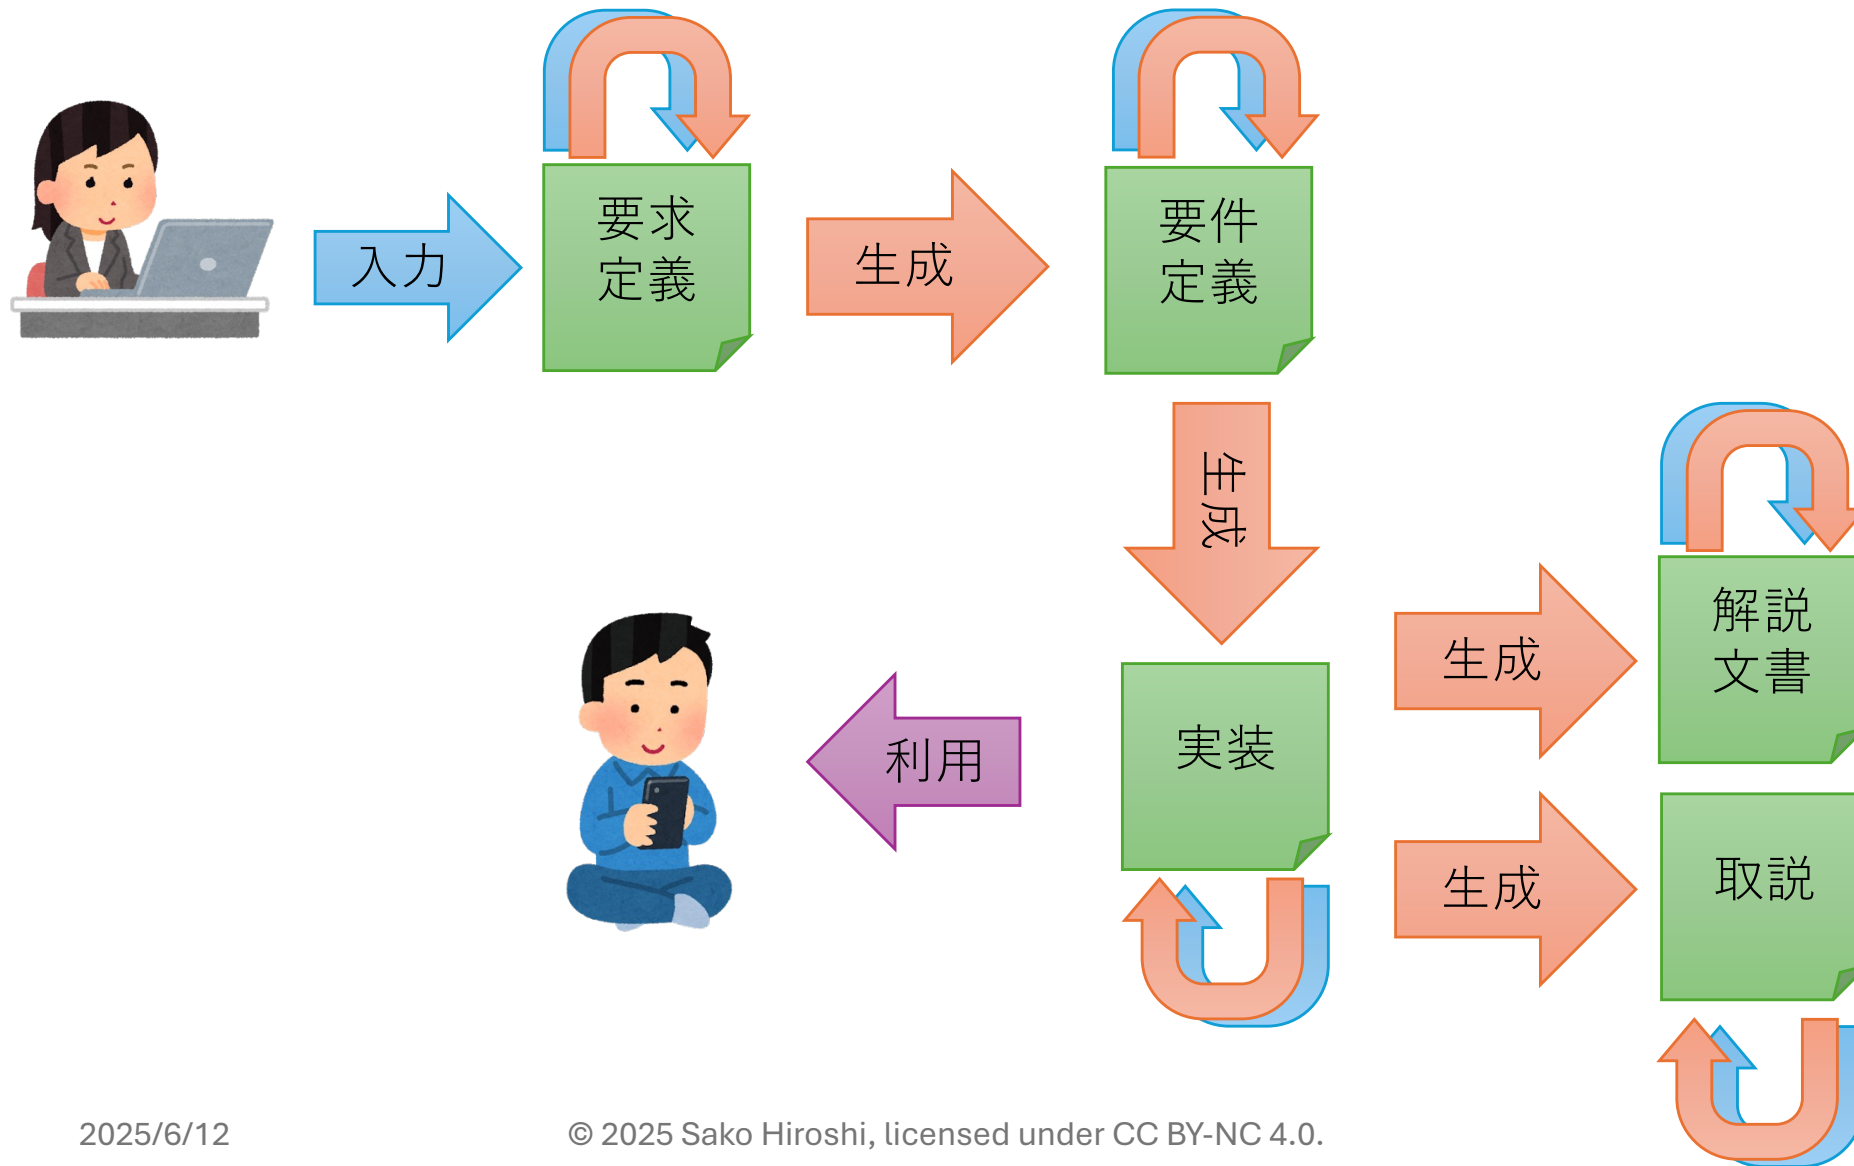 入力
要求
定義
生成
要件
定義
生成
利用
実装
生成
解説
文書
生成
取説
2025/6/12
© 2025 Sako Hiroshi, licensed under CC BY-NC 4.0.